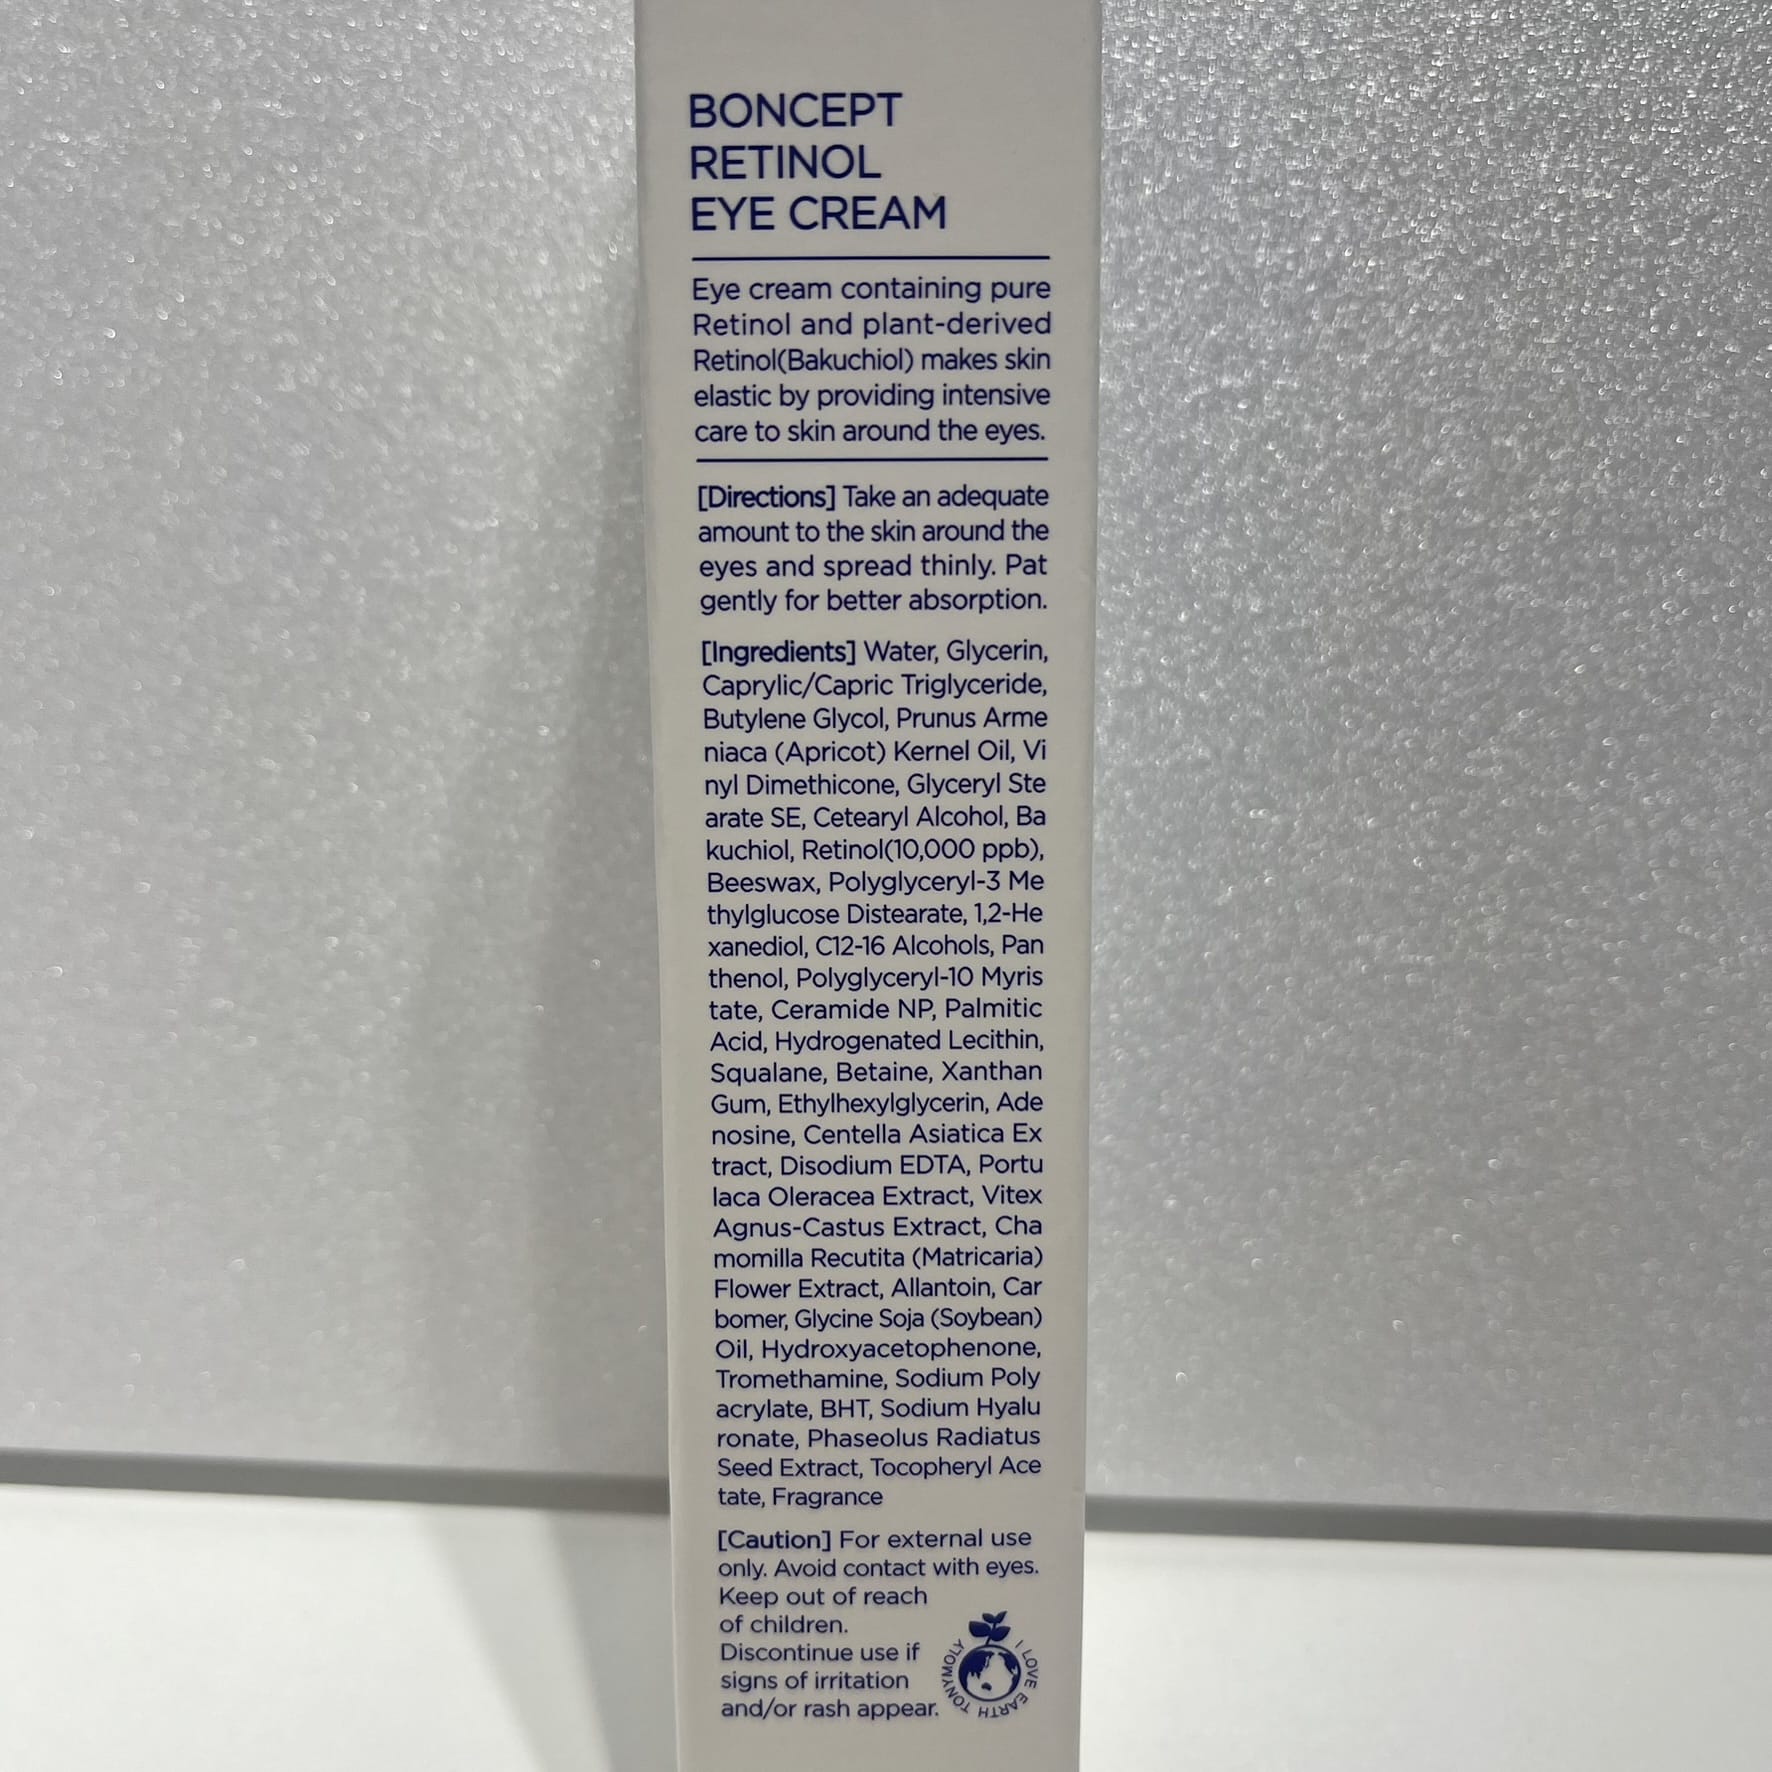 BONCEPT
RETINOL
EYE CREAM
Eye cream containing pure
Retinol and plant-derived
Retinol(Bakuchiol) makes skin
elastic by providing intensive
care to skin around the eyes.
[Directions] Take an adequate
amount to the skin around the
eyes and spread thinly. Pat
gently for better absorption.
[Ingredients] Water, Glycerin,
Caprylic/Capric Triglyceride,
Butylene Glycol, Prunus Arme
niaca (Apricot) Kernel Oil, Vi
nyl Dimethicone, Glyceryl Ste
arate SE, Cetearyl Alcohol, Ba
kuchiol, Retinol(10,000 ppb),
Beeswax, Polyglyceryl-3 Me
thylglucose Distearate, 1,2-He
xanediol, C12-16 Alcohols, Pan
thenol, Polyglyceryl-10 Myris
tate, Ceramide NP, Palmitic
Acid, Hydrogenated Lecithin,
Squalane, Betaine, Xanthan
Gum, Ethylhexylglycerin, Ade
nosine, Centella Asiatica Ex
tract, Disodium EDTA, Portu
laca Oleracea Extract, Vitex
Agnus-Castus Extract, Cha
momilla Recutita (Matricaria)
Flower Extract, Allantoin, Car
bomer, Glycine Soja (Soybean)
Oil, Hydroxyacetophenone,
Tromethamine, Sodium Poly
acrylate, BHT, Sodium Hyalu
ronate, Phaseolus Radiatus
Seed Extract, Tocopheryl Ace
tate, Fragrance
[Caution] For external use
only. Avoid contact with eyes.
Keep out of reach
of children.
Discontinue use if
signs of irritation
and/or rash appear.
TONYMOLY
I LOVE EARTH